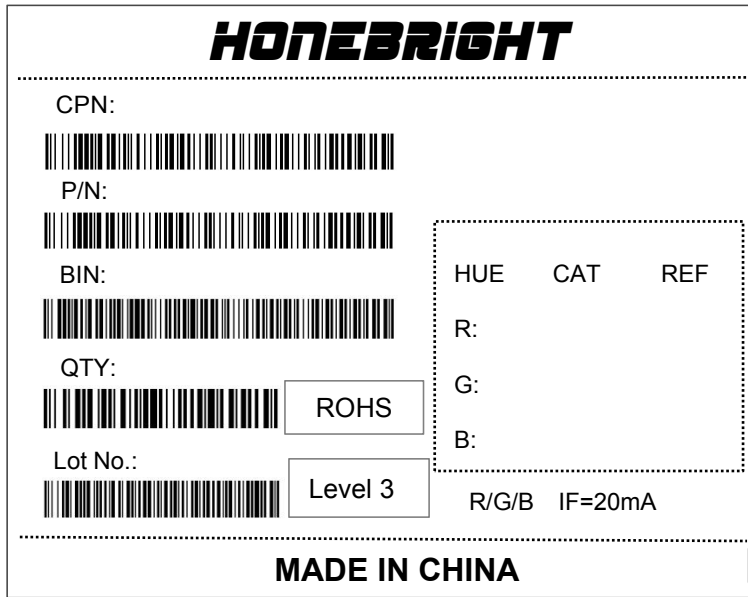 HONEBRIGHT
CPN:
P/N:
BIN:
QTY:
ROHS
Lot No.:
Level 3
HUE CAT REF
R:
G:
B:
R/G/B IF=20mA
MADE IN CHINA